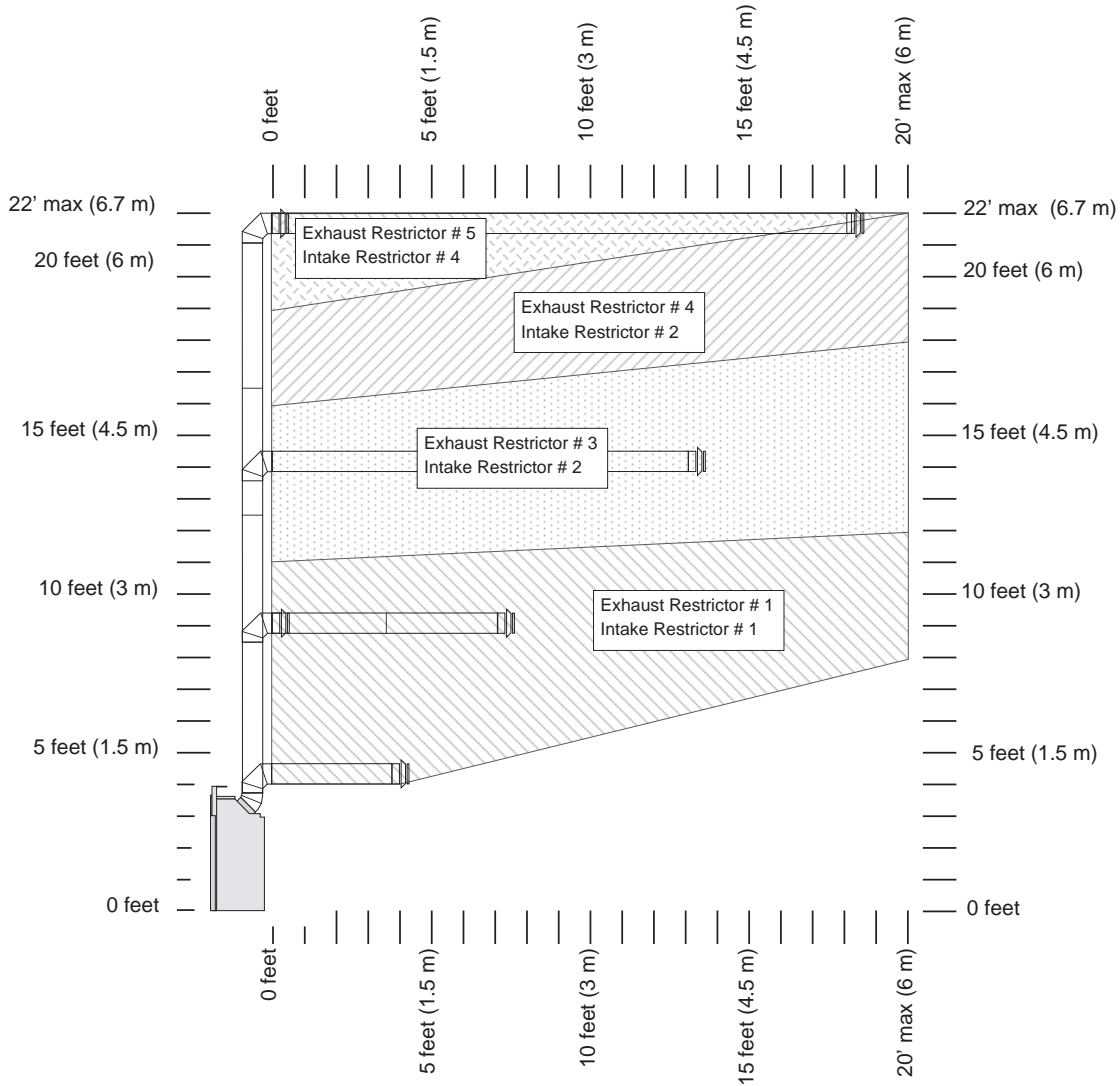 0 feet
5 feet (1.5 m)
10 feet (3 m)
15 feet (4.5 m)
20’ max (6 m)
22’ max (6.7 m)
20 feet (6 m)
15 feet (4.5 m)
10 feet (3 m)
5 feet (1.5 m)
0 feet
Exhaust Restrictor # 5
Intake Restrictor # 4
Exhaust Restrictor # 4
Intake Restrictor # 2
Exhaust Restrictor # 3
Intake Restrictor # 2
Exhaust Restrictor # 1
Intake Restrictor # 1
22’ max (6.7 m)
20 feet (6 m)
15 feet (4.5 m)
10 feet (3 m)
5 feet (1.5 m)
0 feet
0 feet
5 feet (1.5 m)
10 feet (3 m)
15 feet (4.5 m)
20’ max (6 m)